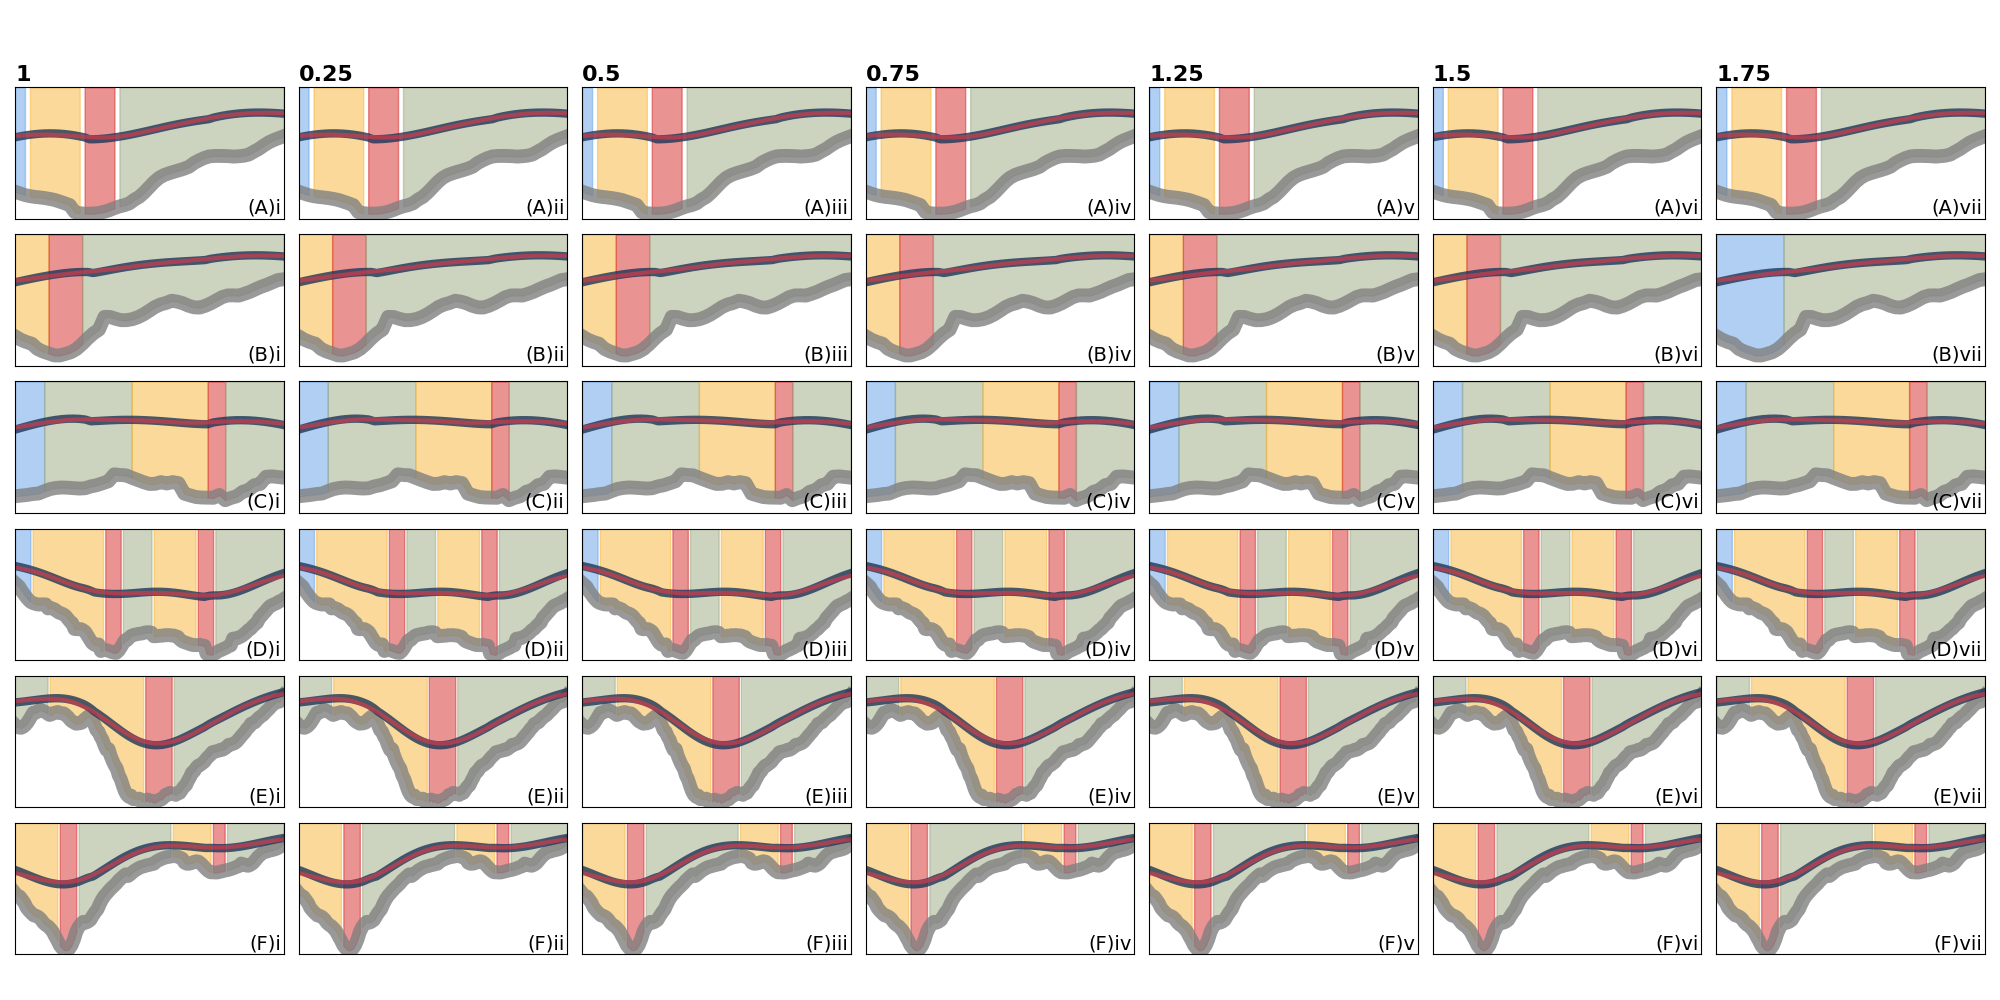 1 0.25 0.5 0.75 1.25 1.5 1.75
(A)i (A)ii (A)iii (A)iv (A)v (A)vi (A)vii
(B)i (B)ii (B)iii (B)iv (B)v (B)vi (B)vii
(C)i (C)ii (C)iii (C)iv (C)v (C)vi (C)vii
(D)i (D)ii (D)iii (D)iv (D)v (D)vi (D)vii
(E)i (E)ii (E)iii (E)iv (E)v (E)vi (E)vii
(F)i (F)ii (F)iii (F)iv (F)v (F)vi (F)vii